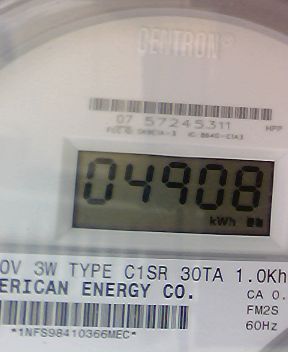 CENTRON®
07 57245311
HPP
04908
kWh
0V 3W TYPE C1SR 30TA 1.0Kh
ERICAN ENERGY CO.
CA 0.
FM2S
60Hz
*1NFS98410366MEC*